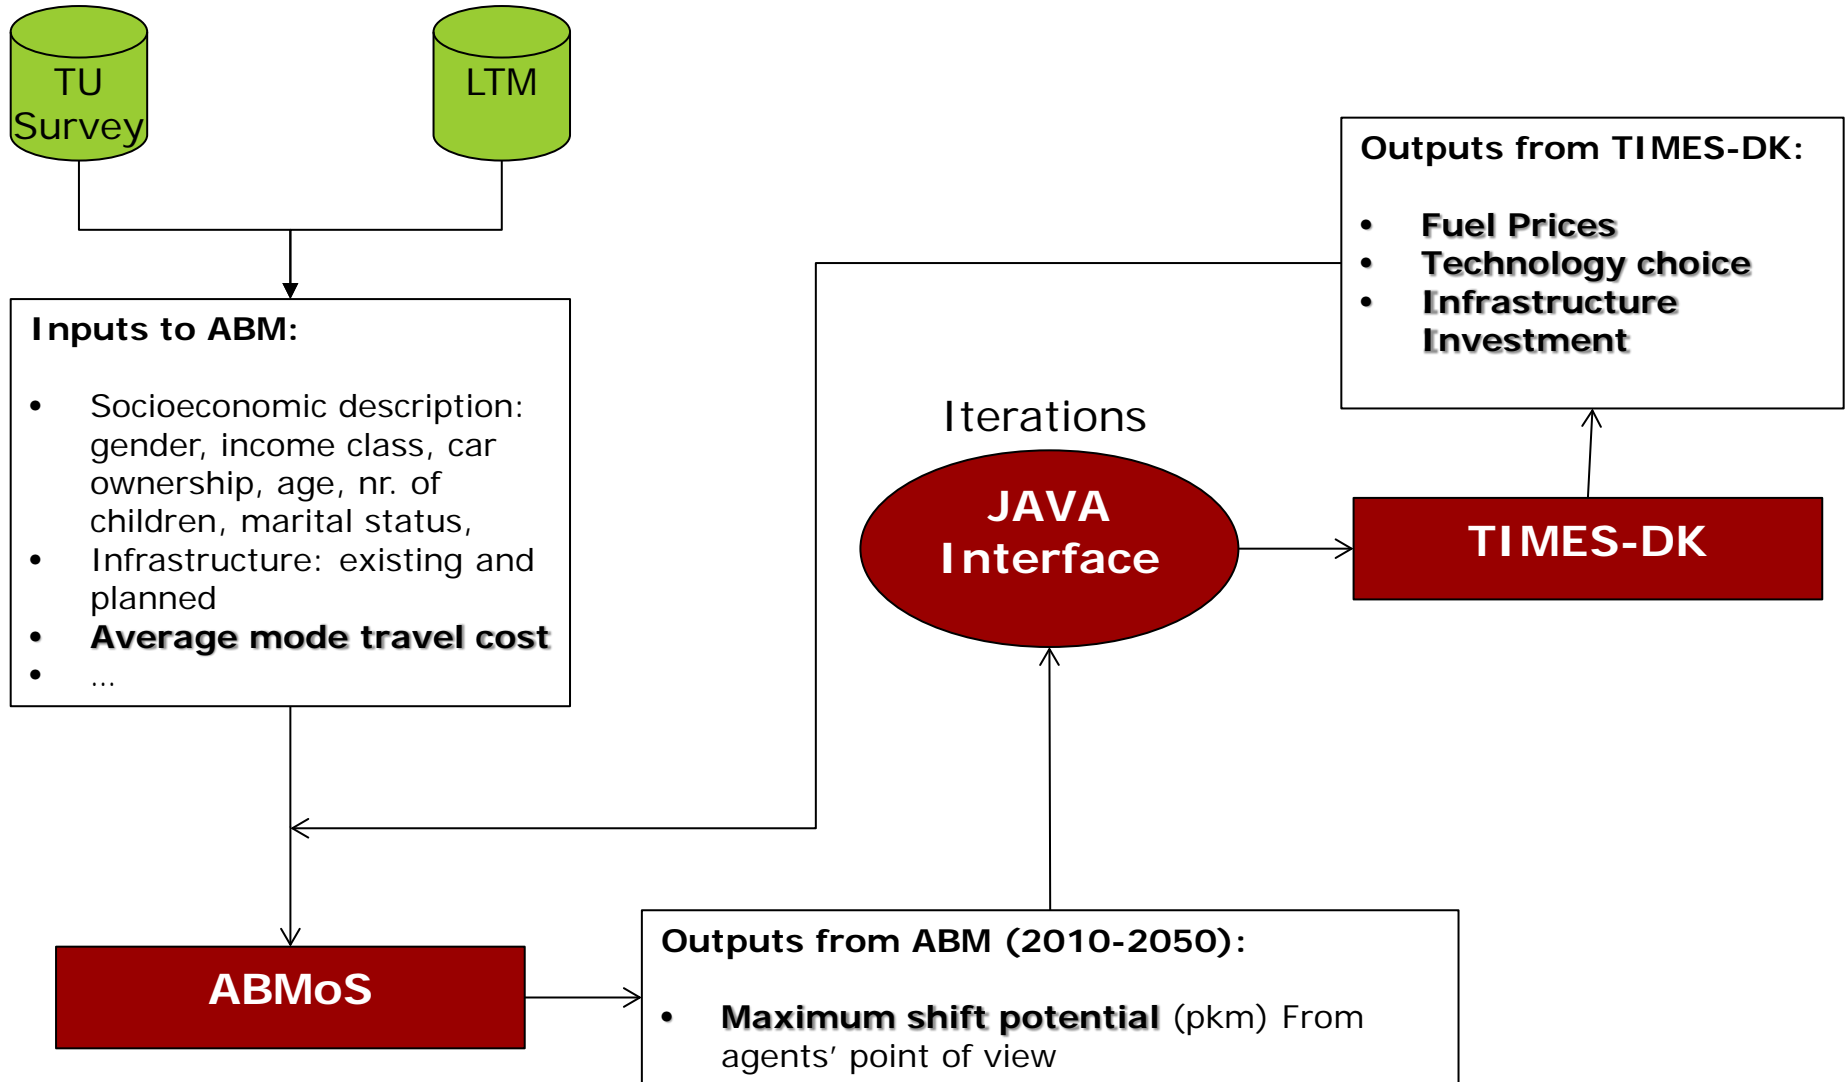 TU
Survey
LTM
Outputs from TIMES-DK:
• Fuel Prices
• Technology choice
• Infrastructure
Investment
Inputs to ABM:
• Socioeconomic description:
gender, income class, car
ownership, age, nr. of
children, marital status,
• Infrastructure: existing and
planned
• Average mode travel cost
• ...
Iterations
JAVA
Interface
TIMES-DK
ABMoS
Outputs from ABM (2010-2050):
• Maximum shift potential (pkm) From
agents’ point of view